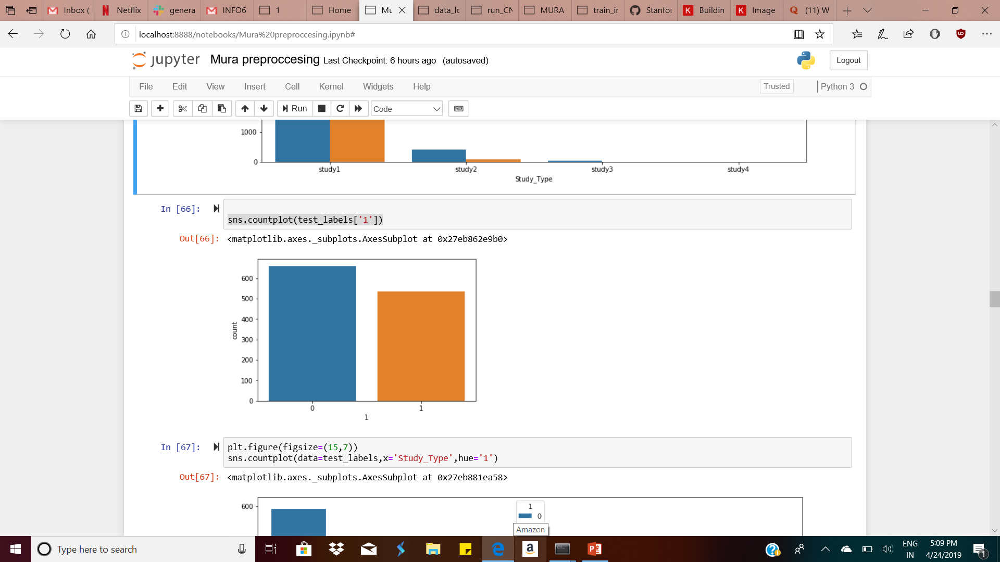 Inbox (
Netflix
genera
INFO6
1
Home
Mu
data_lo
run_CN
MURA
train_ir
Stanfor
Buildin
Image
(11) W
localhost:8888/notebooks/Mura%20preproccesing.ipynb#
jupyter Mura preproccesing Last Checkpoint: 6 hours ago (autosaved)
Logout
File Edit View Insert Cell Kernel Widgets Help
Trusted Python 3
Run Code
1000
0
study1 study2 study3 study4
Study_Type
In [66]:
sns.countplot(test_labels['1'])
Out[66]: <matplotlib.axes._subplots.AxesSubplot at 0x27eb862e9b0>
600
500
400
300
200
100
0
count
0 1
1
In [67]: plt.figure(figsize=(15,7))
sns.countplot(data=test_labels,x='Study_Type',hue='1')
Out[67]: <matplotlib.axes._subplots.AxesSubplot at 0x27eb881ea58>
600
1
0
Amazon
Type here to search
ENG
IN
5:09 PM
4/24/2019
1